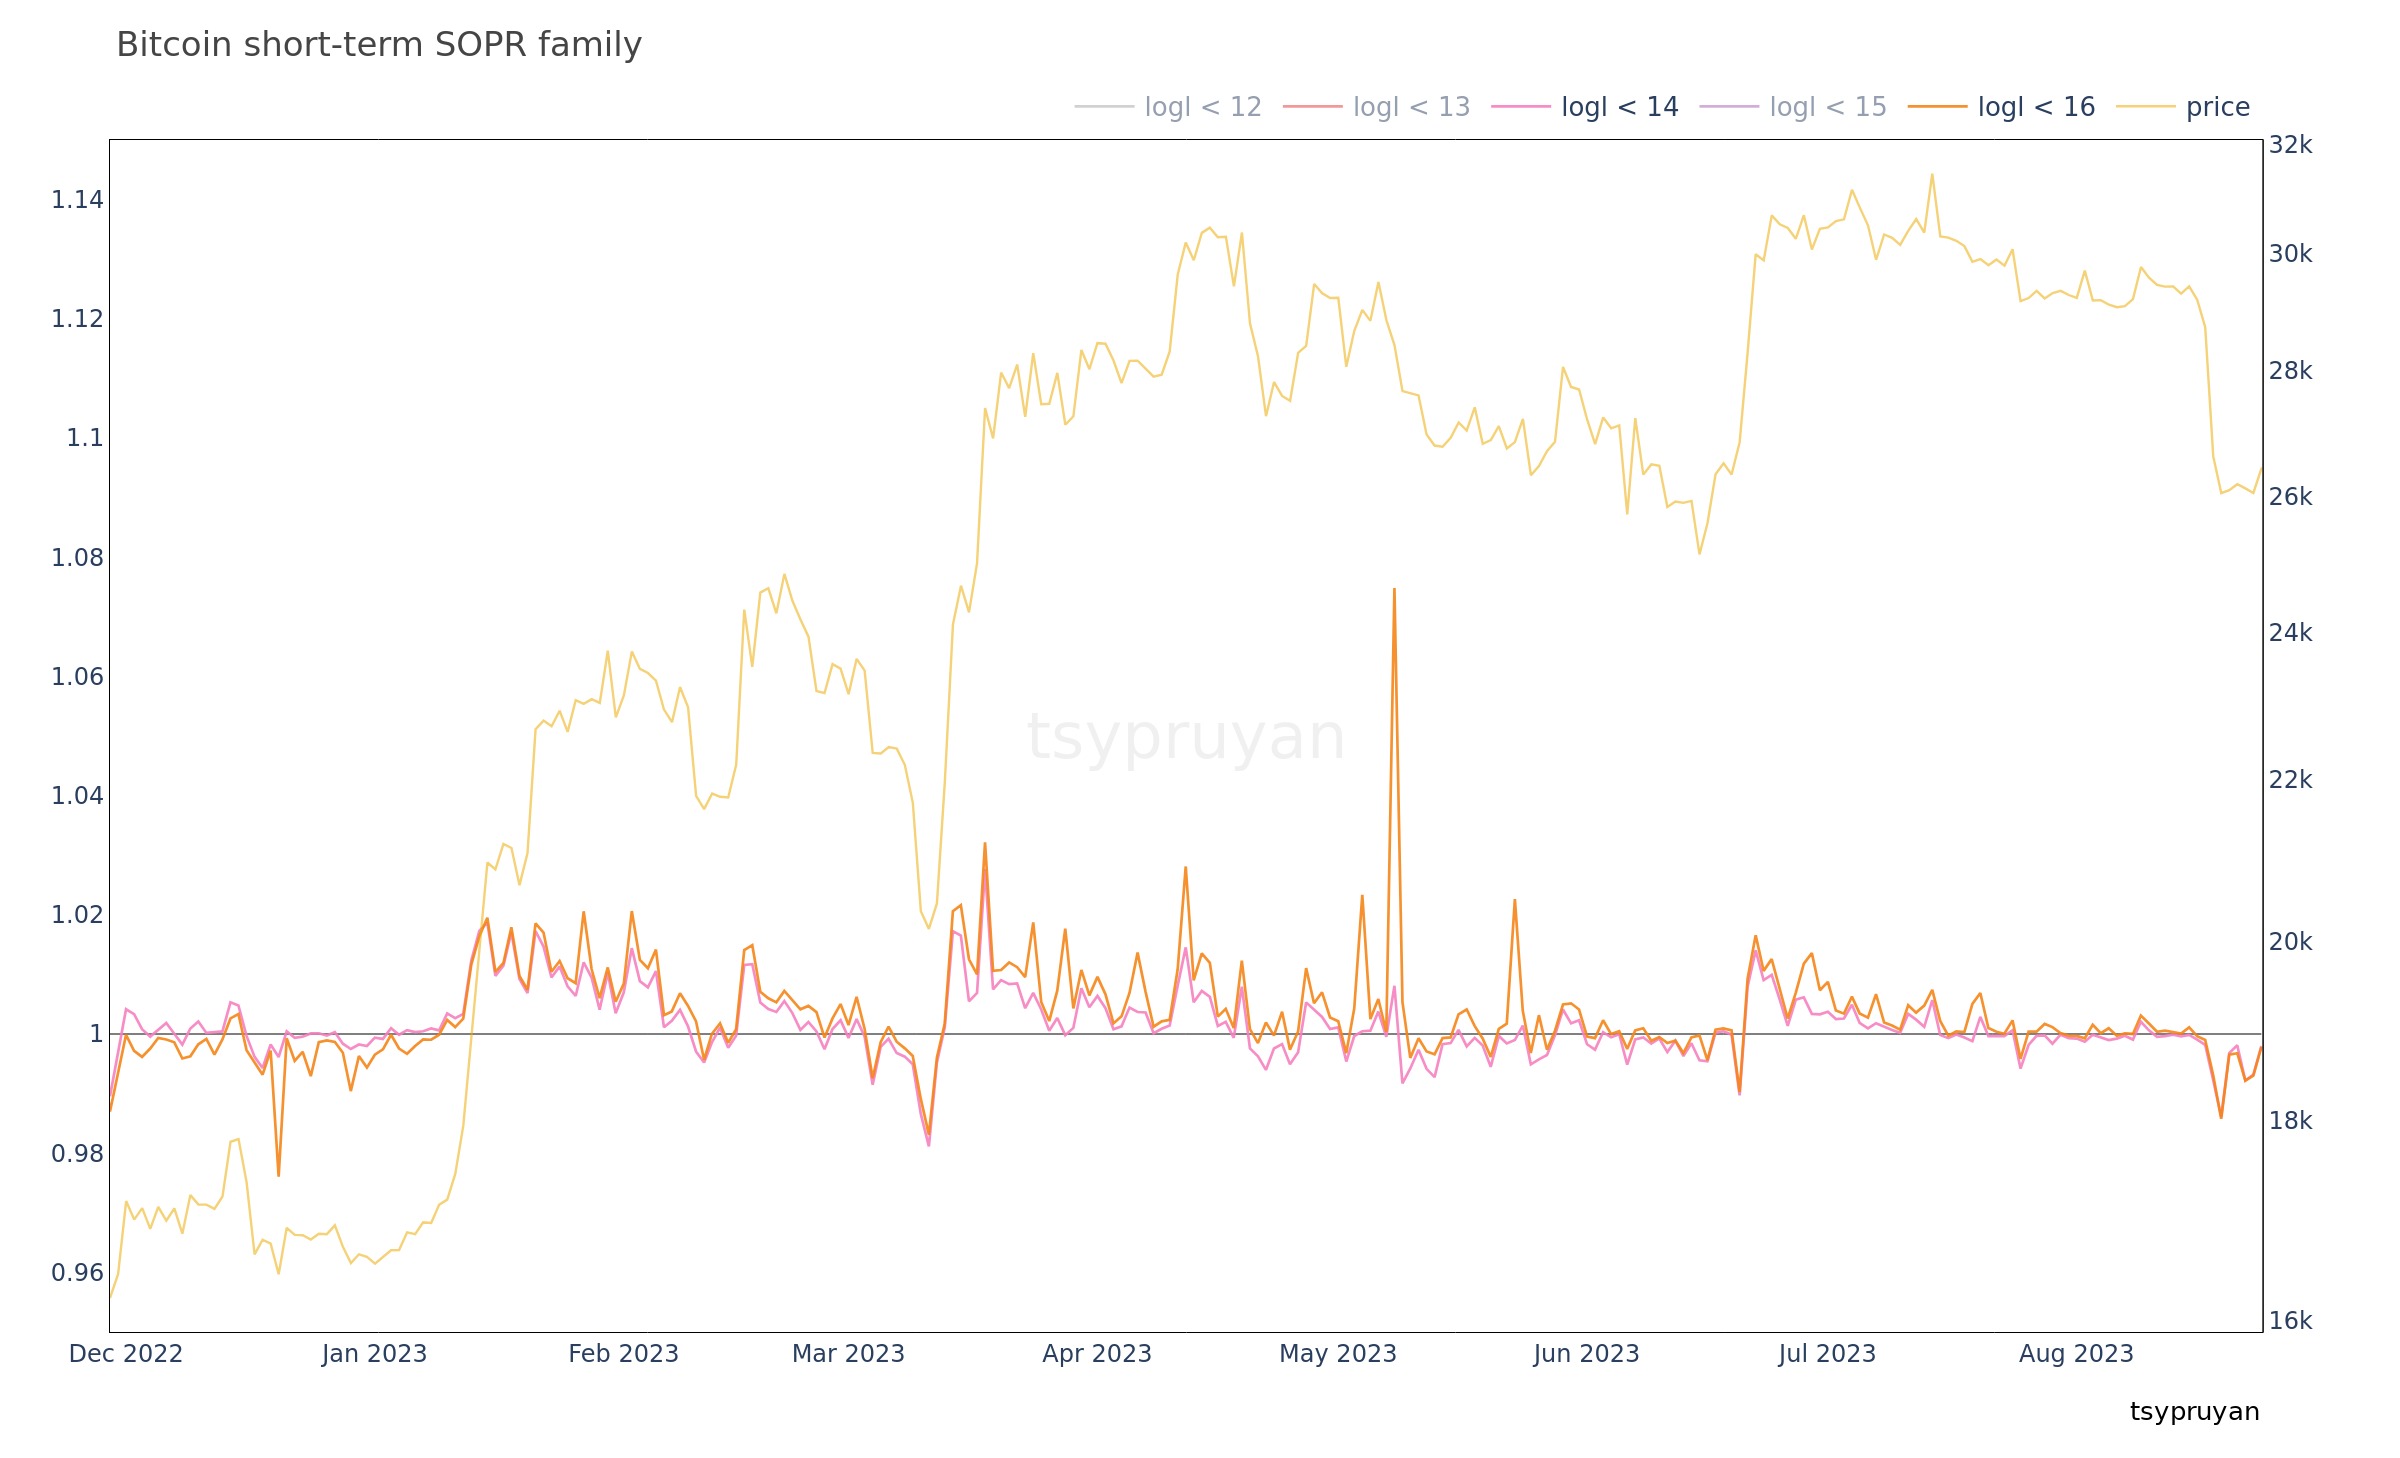 Bitcoin short-term SOPR family
logl < 12 logl < 13 logl < 14 logl < 15 logl < 16 price
1.14
1.12
1.1
1.08
1.06
1.04
1.02
1
0.98
0.96
32k
30k
28k
26k
24k
22k
20k
18k
16k
tsypruyan
Dec 2022 Jan 2023 Feb 2023 Mar 2023 Apr 2023 May 2023 Jun 2023 Jul 2023 Aug 2023
tsypruyan